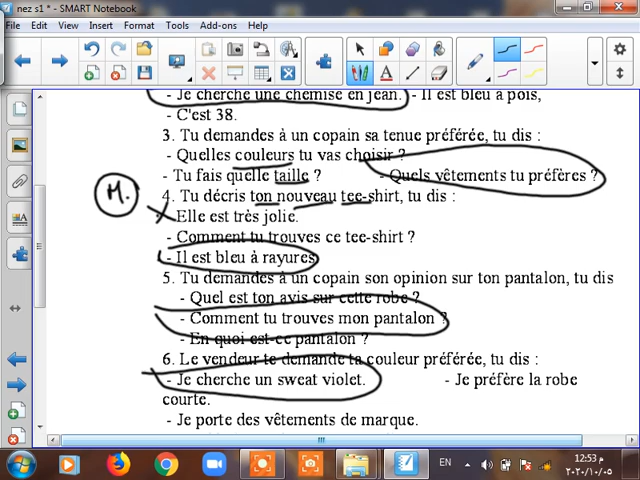 nez s1 * - SMART Notebook
File Edit View Insert Format Tools Add-ons Help
- Je cherche une chemise en jean. - Il est bleu à pois,
- C'est 38.
3. Tu demandes à un copain sa tenue préférée, tu dis :
- Quelles couleurs tu vas choisir ?
- Tu fais quelle taille ? - Quels vêtements tu préfères ?
M.
4. Tu décris ton nouveau tee-shirt, tu dis :
- Elle est très jolie.
- Comment tu trouves ce tee-shirt ?
- Il est bleu à rayures
5. Tu demandes à un copain son opinion sur ton pantalon, tu dis
- Quel est ton avis sur cette robe ?
- Comment tu trouves mon pantalon ?
- En quoi est-ce pantalon ?
6. Le vendeur te demande ta couleur préférée, tu dis :
- Je cherche un sweat violet. - Je préfère la robe
courte.
- Je porte des vêtements de marque.
EN
12:53 م
٢٠٢٠/١٠/٠٥